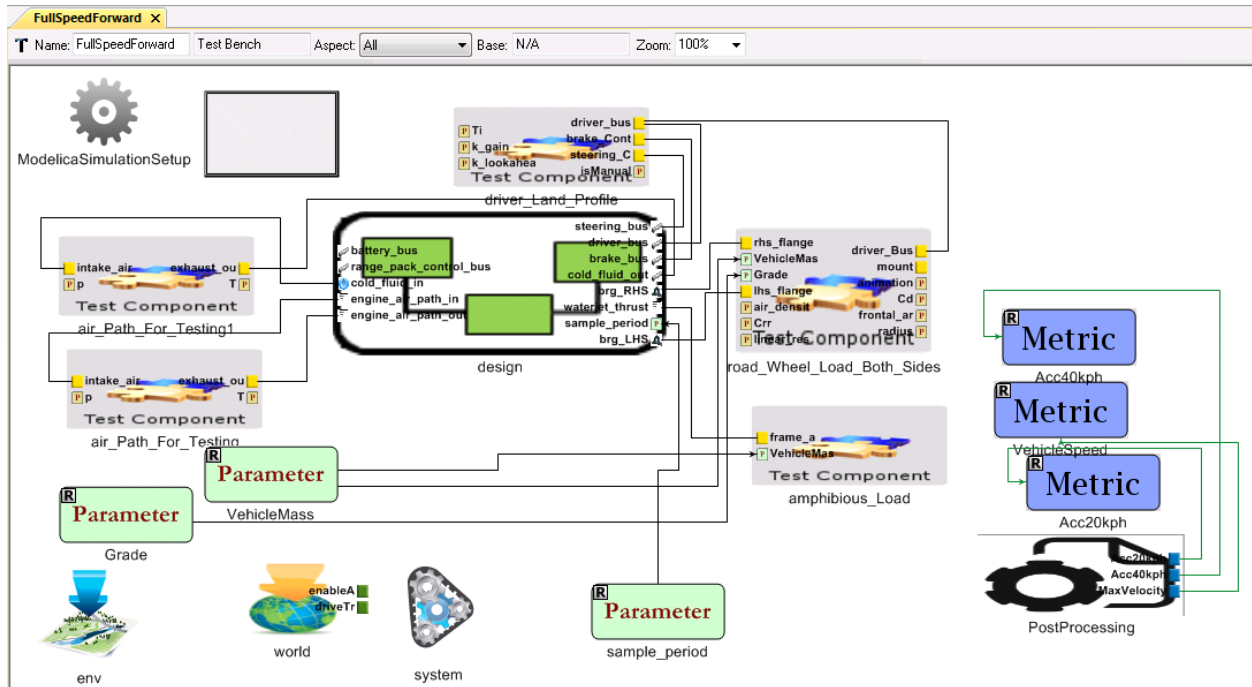 FullSpeedForward
T Name: FullSpeedForward Test Bench Aspect: All Base: N/A Zoom: 100%
ModelicaSimulationSetup
P Ti
P k_gain
P k_lookahea
driver_bus
brake_Cont
steering_C
isManual P
Test Component
driver_Land_Profile
intake_air exhaust_ou
P p T P
Test Component
air_Path_For_Testing1
intake_air exhaust_ou
P p T P
Test Component
air_Path_For_Testing
battery_bus
range_pack_control_bus
cold_fluid_in
engine_air_path_in
engine_air_path_out
steering_bus
driver_bus
brake_bus
cold_fluid_out
brg_RHS
waterjet_thrust
sample_period P
brg_LHS
design
rhs_flange
P VehicleMas
P Grade
lhs_flange
P air_densit
P Crr
P linear_res
driver_Bus
mount
animation P
Cd P
frontal_ar P
radius P
Test Component
road_Wheel_Load_Both_Sides
frame_a
P VehicleMas
Test Component
amphibious_Load
R
Metric
Acc40kph
R
Metric
VehicleSpeed
R
Metric
Acc20kph
Acc20kph
Acc40kph
MaxVelocity
PostProcessing
R
Parameter
VehicleMass
R
Parameter
Grade
R
Parameter
sample_period
env
enableA
driveTr
world
system